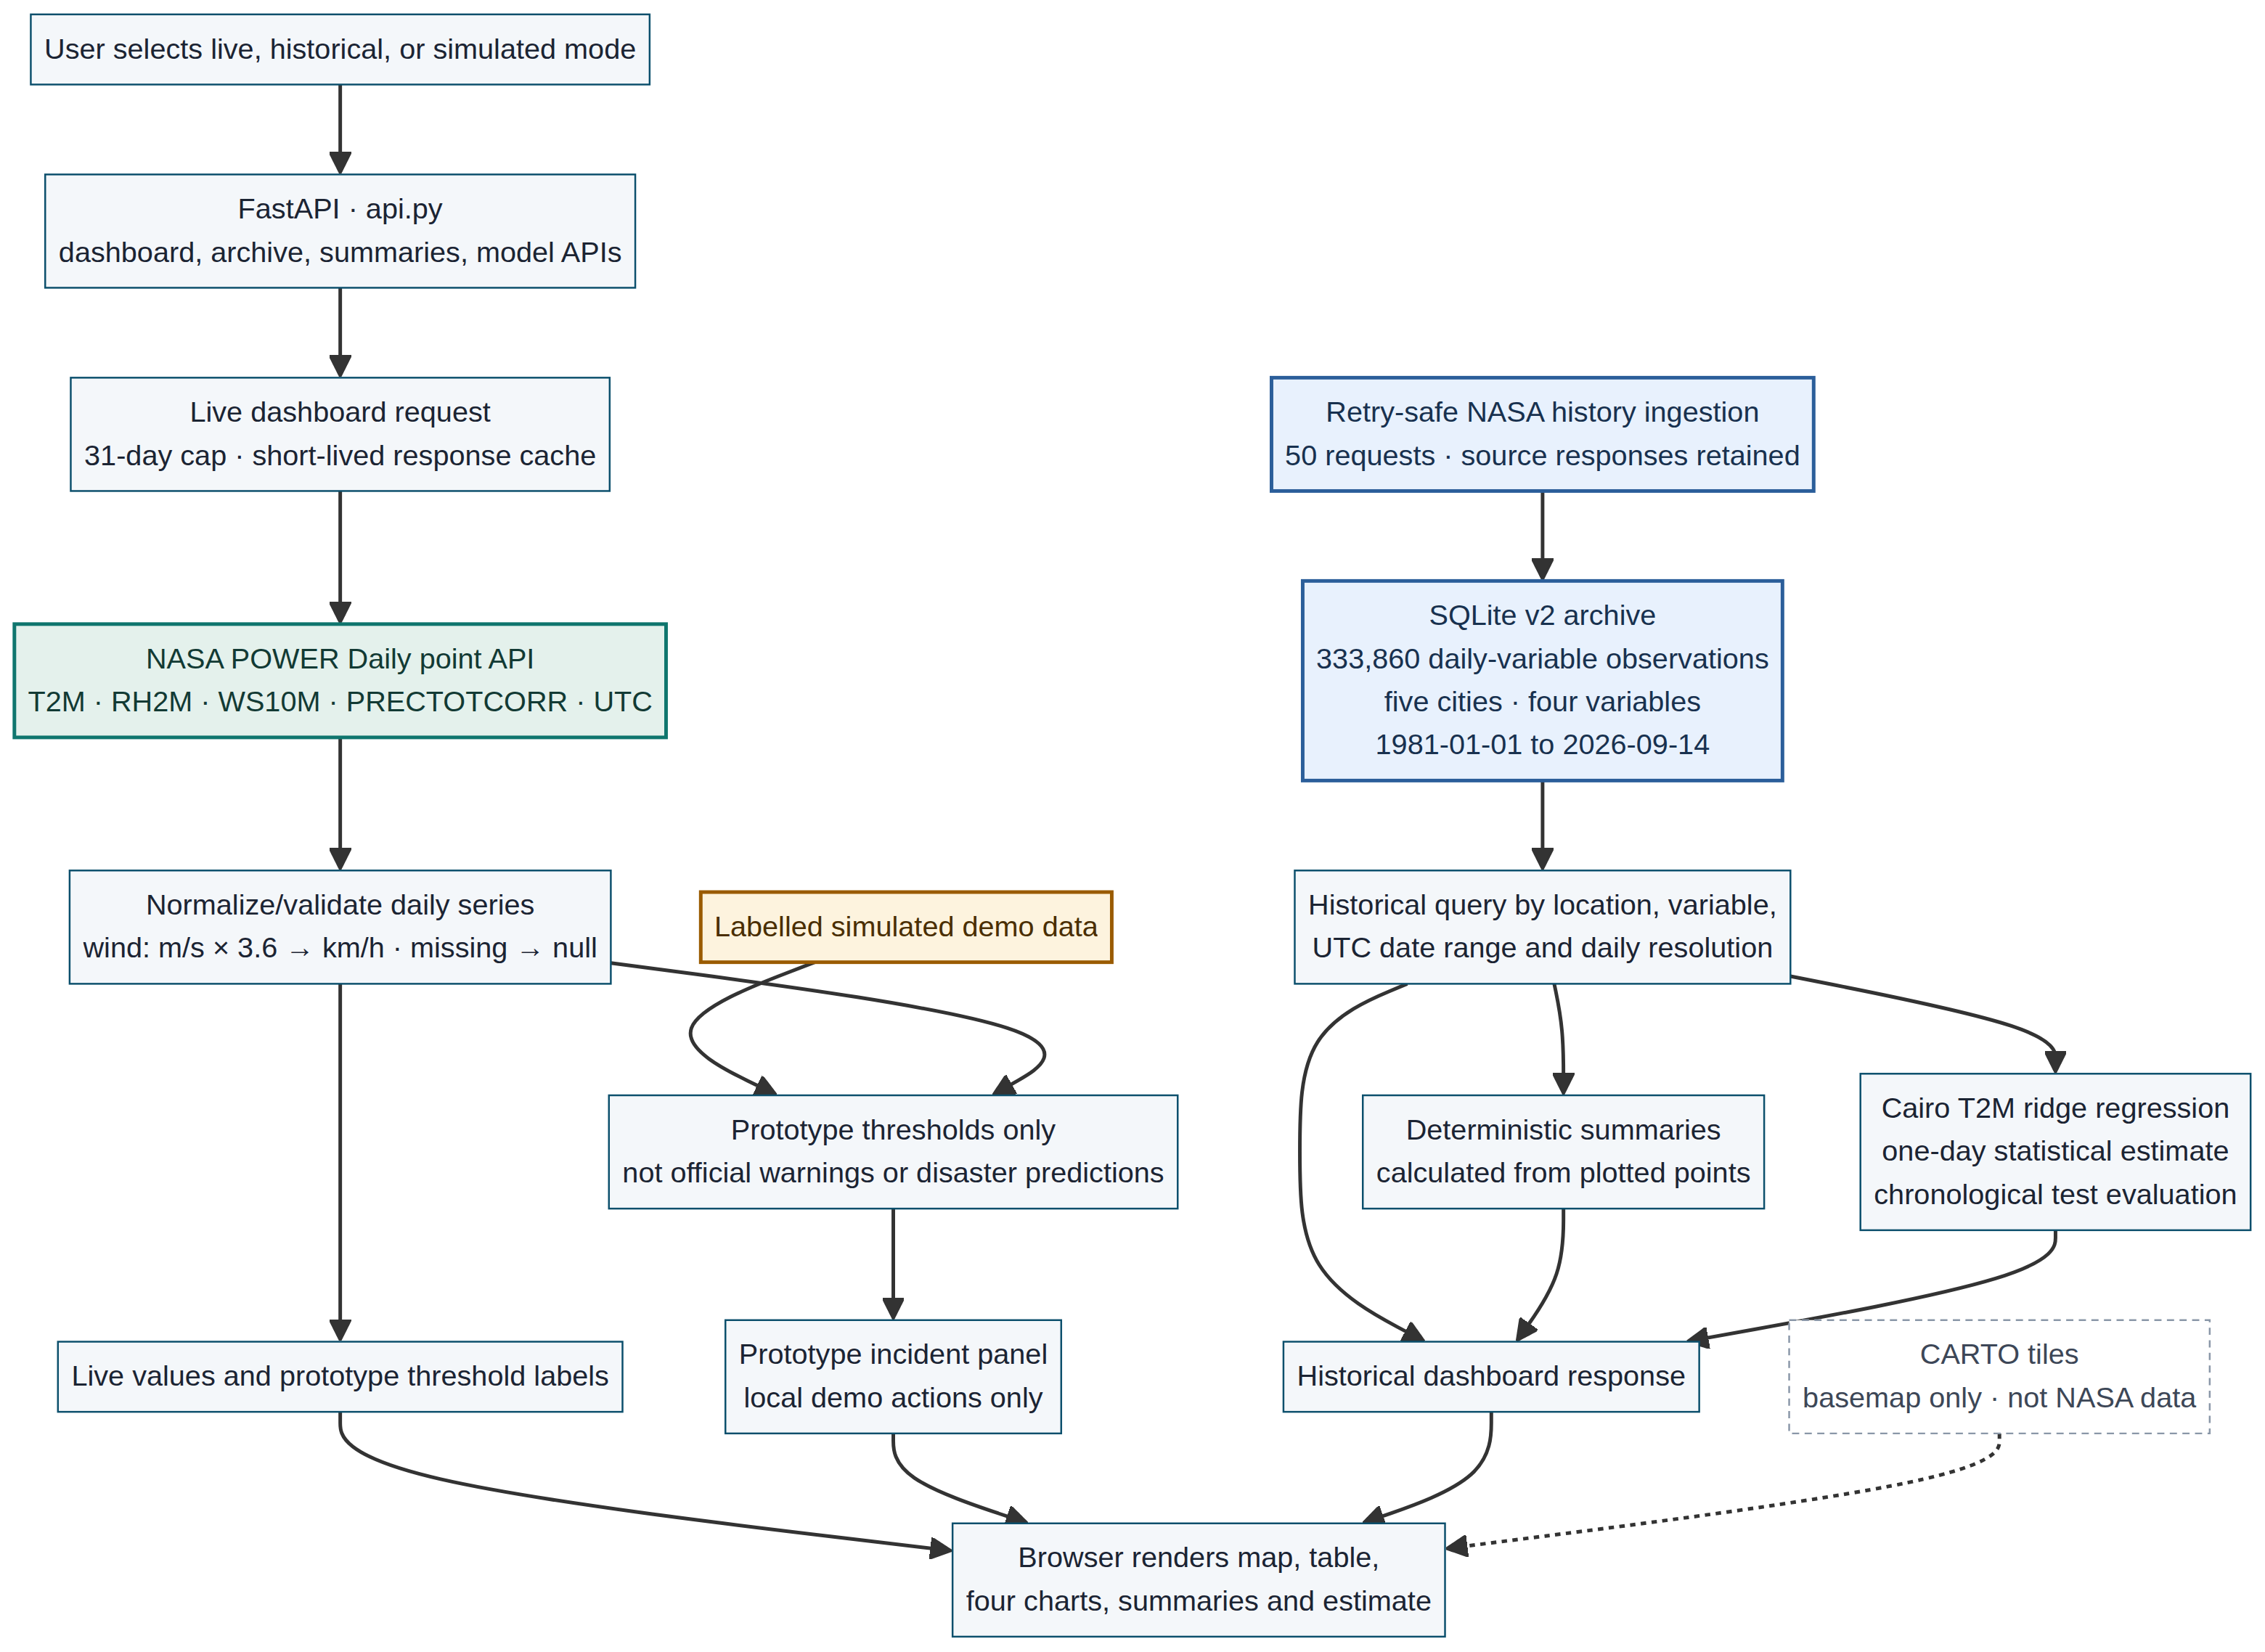 User selects live, historical, or simulated mode
FastAPI · api.py
dashboard, archive, summaries, model APIs
Live dashboard request
31-day cap · short-lived response cache
Retry-safe NASA history ingestion
50 requests · source responses retained
NASA POWER Daily point API
T2M · RH2M · WS10M · PRECTOTCORR · UTC
SQLite v2 archive
333,860 daily-variable observations
five cities · four variables
1981-01-01 to 2026-09-14
Normalize/validate daily series
wind: m/s × 3.6 → km/h · missing → null
Labelled simulated demo data
Historical query by location, variable,
UTC date range and daily resolution
Prototype thresholds only
not official warnings or disaster predictions
Deterministic summaries
calculated from plotted points
Cairo T2M ridge regression
one-day statistical estimate
chronological test evaluation
Live values and prototype threshold labels
Prototype incident panel
local demo actions only
Historical dashboard response
CARTO tiles
basemap only · not NASA data
Browser renders map, table,
four charts, summaries and estimate